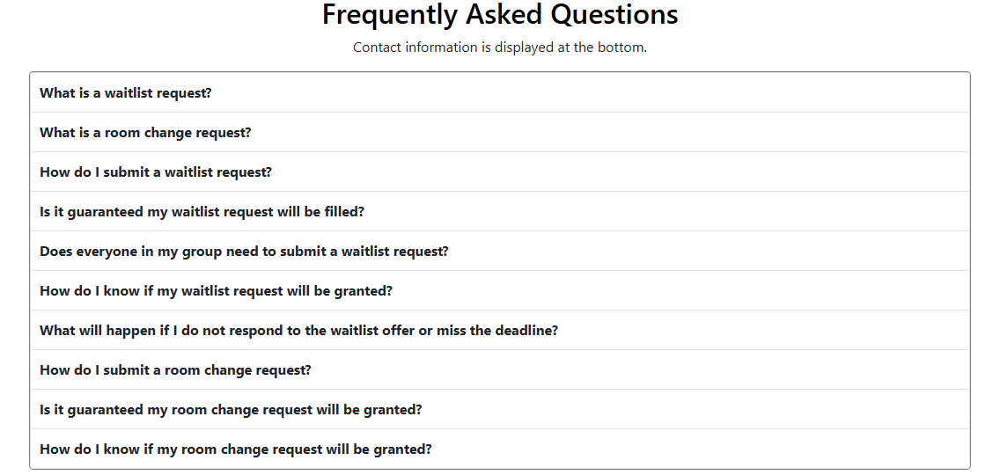 Frequently Asked Questions
Contact information is displayed at the bottom.
What is a waitlist request?
What is a room change request?
How do I submit a waitlist request?
Is it guaranteed my waitlist request will be filled?
Does everyone in my group need to submit a waitlist request?
How do I know if my waitlist request will be granted?
What will happen if I do not respond to the waitlist offer or miss the deadline?
How do I submit a room change request?
Is it guaranteed my room change request will be granted?
How do I know if my room change request will be granted?